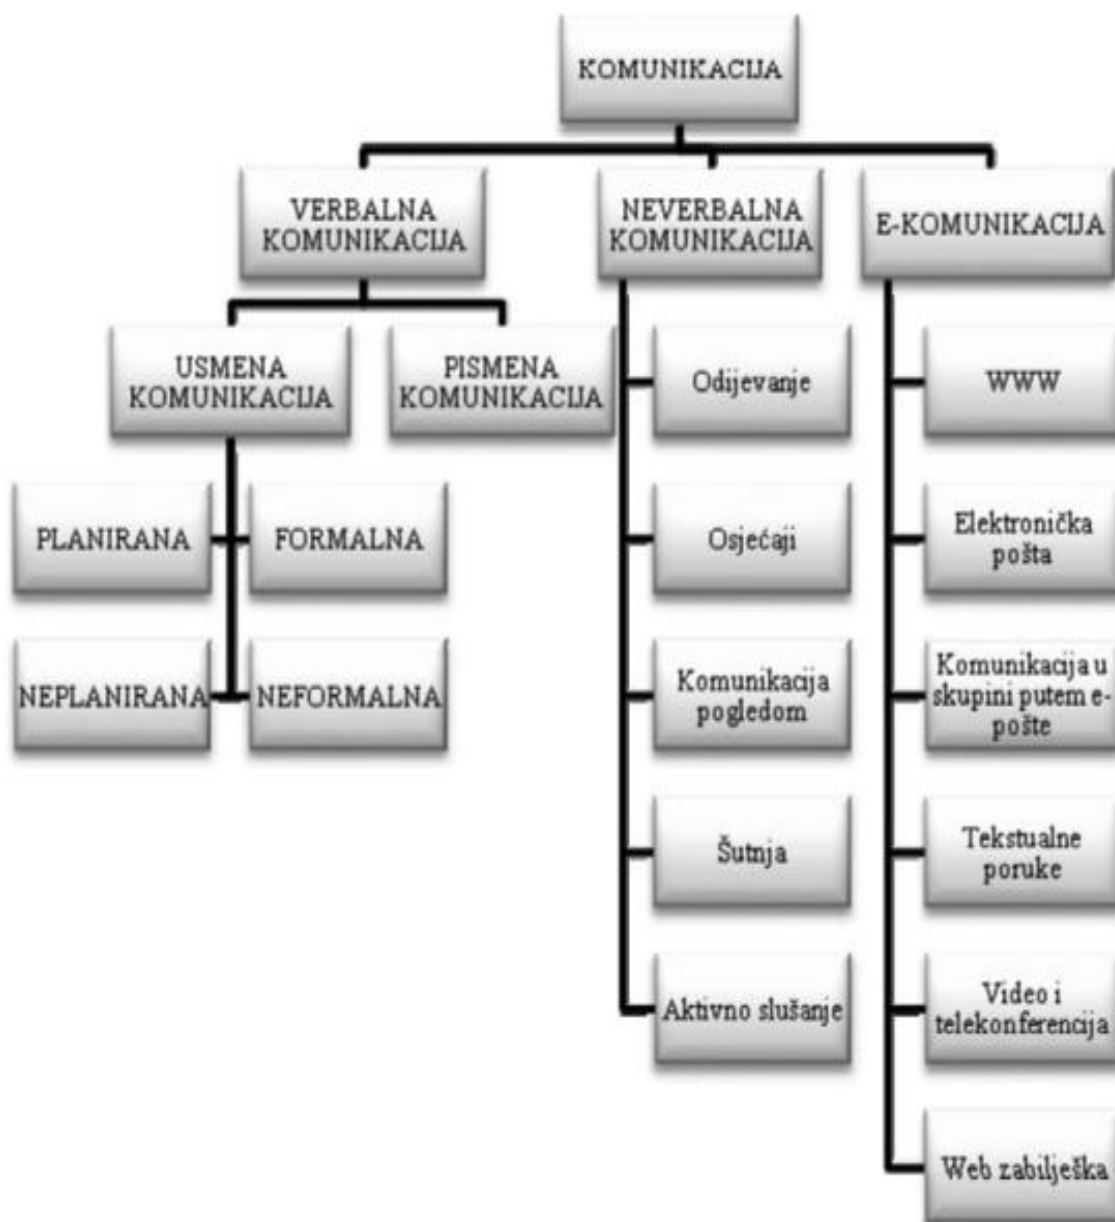 KOMUNIKACIJA
VERBALNA
KOMUNIKACIJA
NEVERBALNA
KOMUNIKACIJA
E-KOMUNIKACIJA
USMENA
KOMUNIKACIJA
PISMENA
KOMUNIKACIJA
PLANIRANA
FORMALNA
NEPLANIRANA
NEFORMALNA
Odijevanje
Osjećaji
Komunikacija
pogledom
Šutnja
Aktivno slušanje
WWW
Elektronička
pošta
Komunikacija u
skupini putem e-
pošte
Tekstualne
poruke
Video i
telekonferencija
Web zabilješka